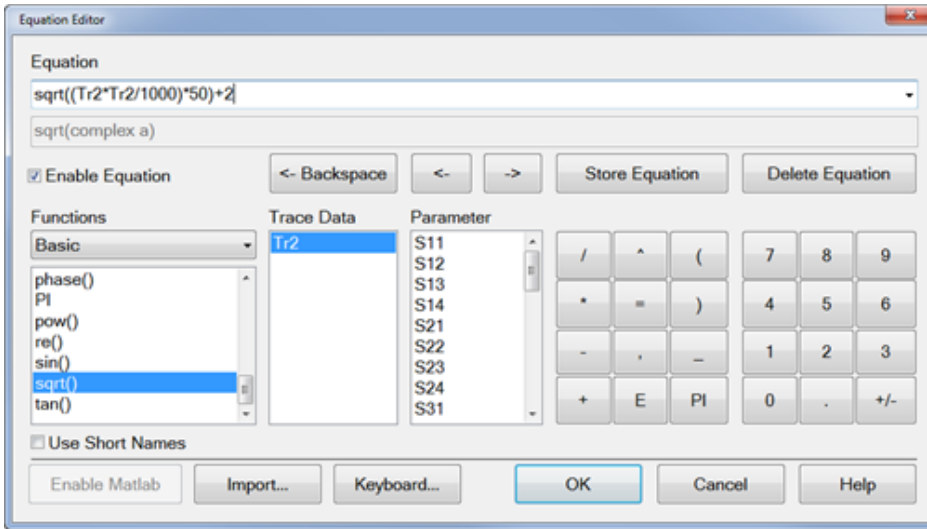 Equation Editor
Equation
sqrt((Tr2*Tr2/1000)*50)+2
sqrt(complex a)
Enable Equation
<- Backspace
<-
->
Store Equation
Delete Equation
Functions
Basic
phase()
PI
pow()
re()
sin()
sqrt()
tan()
Trace Data
Tr2
Parameter
S11
S12
S13
S14
S21
S22
S23
S24
S31
/ ^ ( 7 8 9
* = ) 4 5 6
- , _ 1 2 3
+ E PI 0 . +/-
Use Short Names
Enable Matlab
Import...
Keyboard...
OK
Cancel
Help